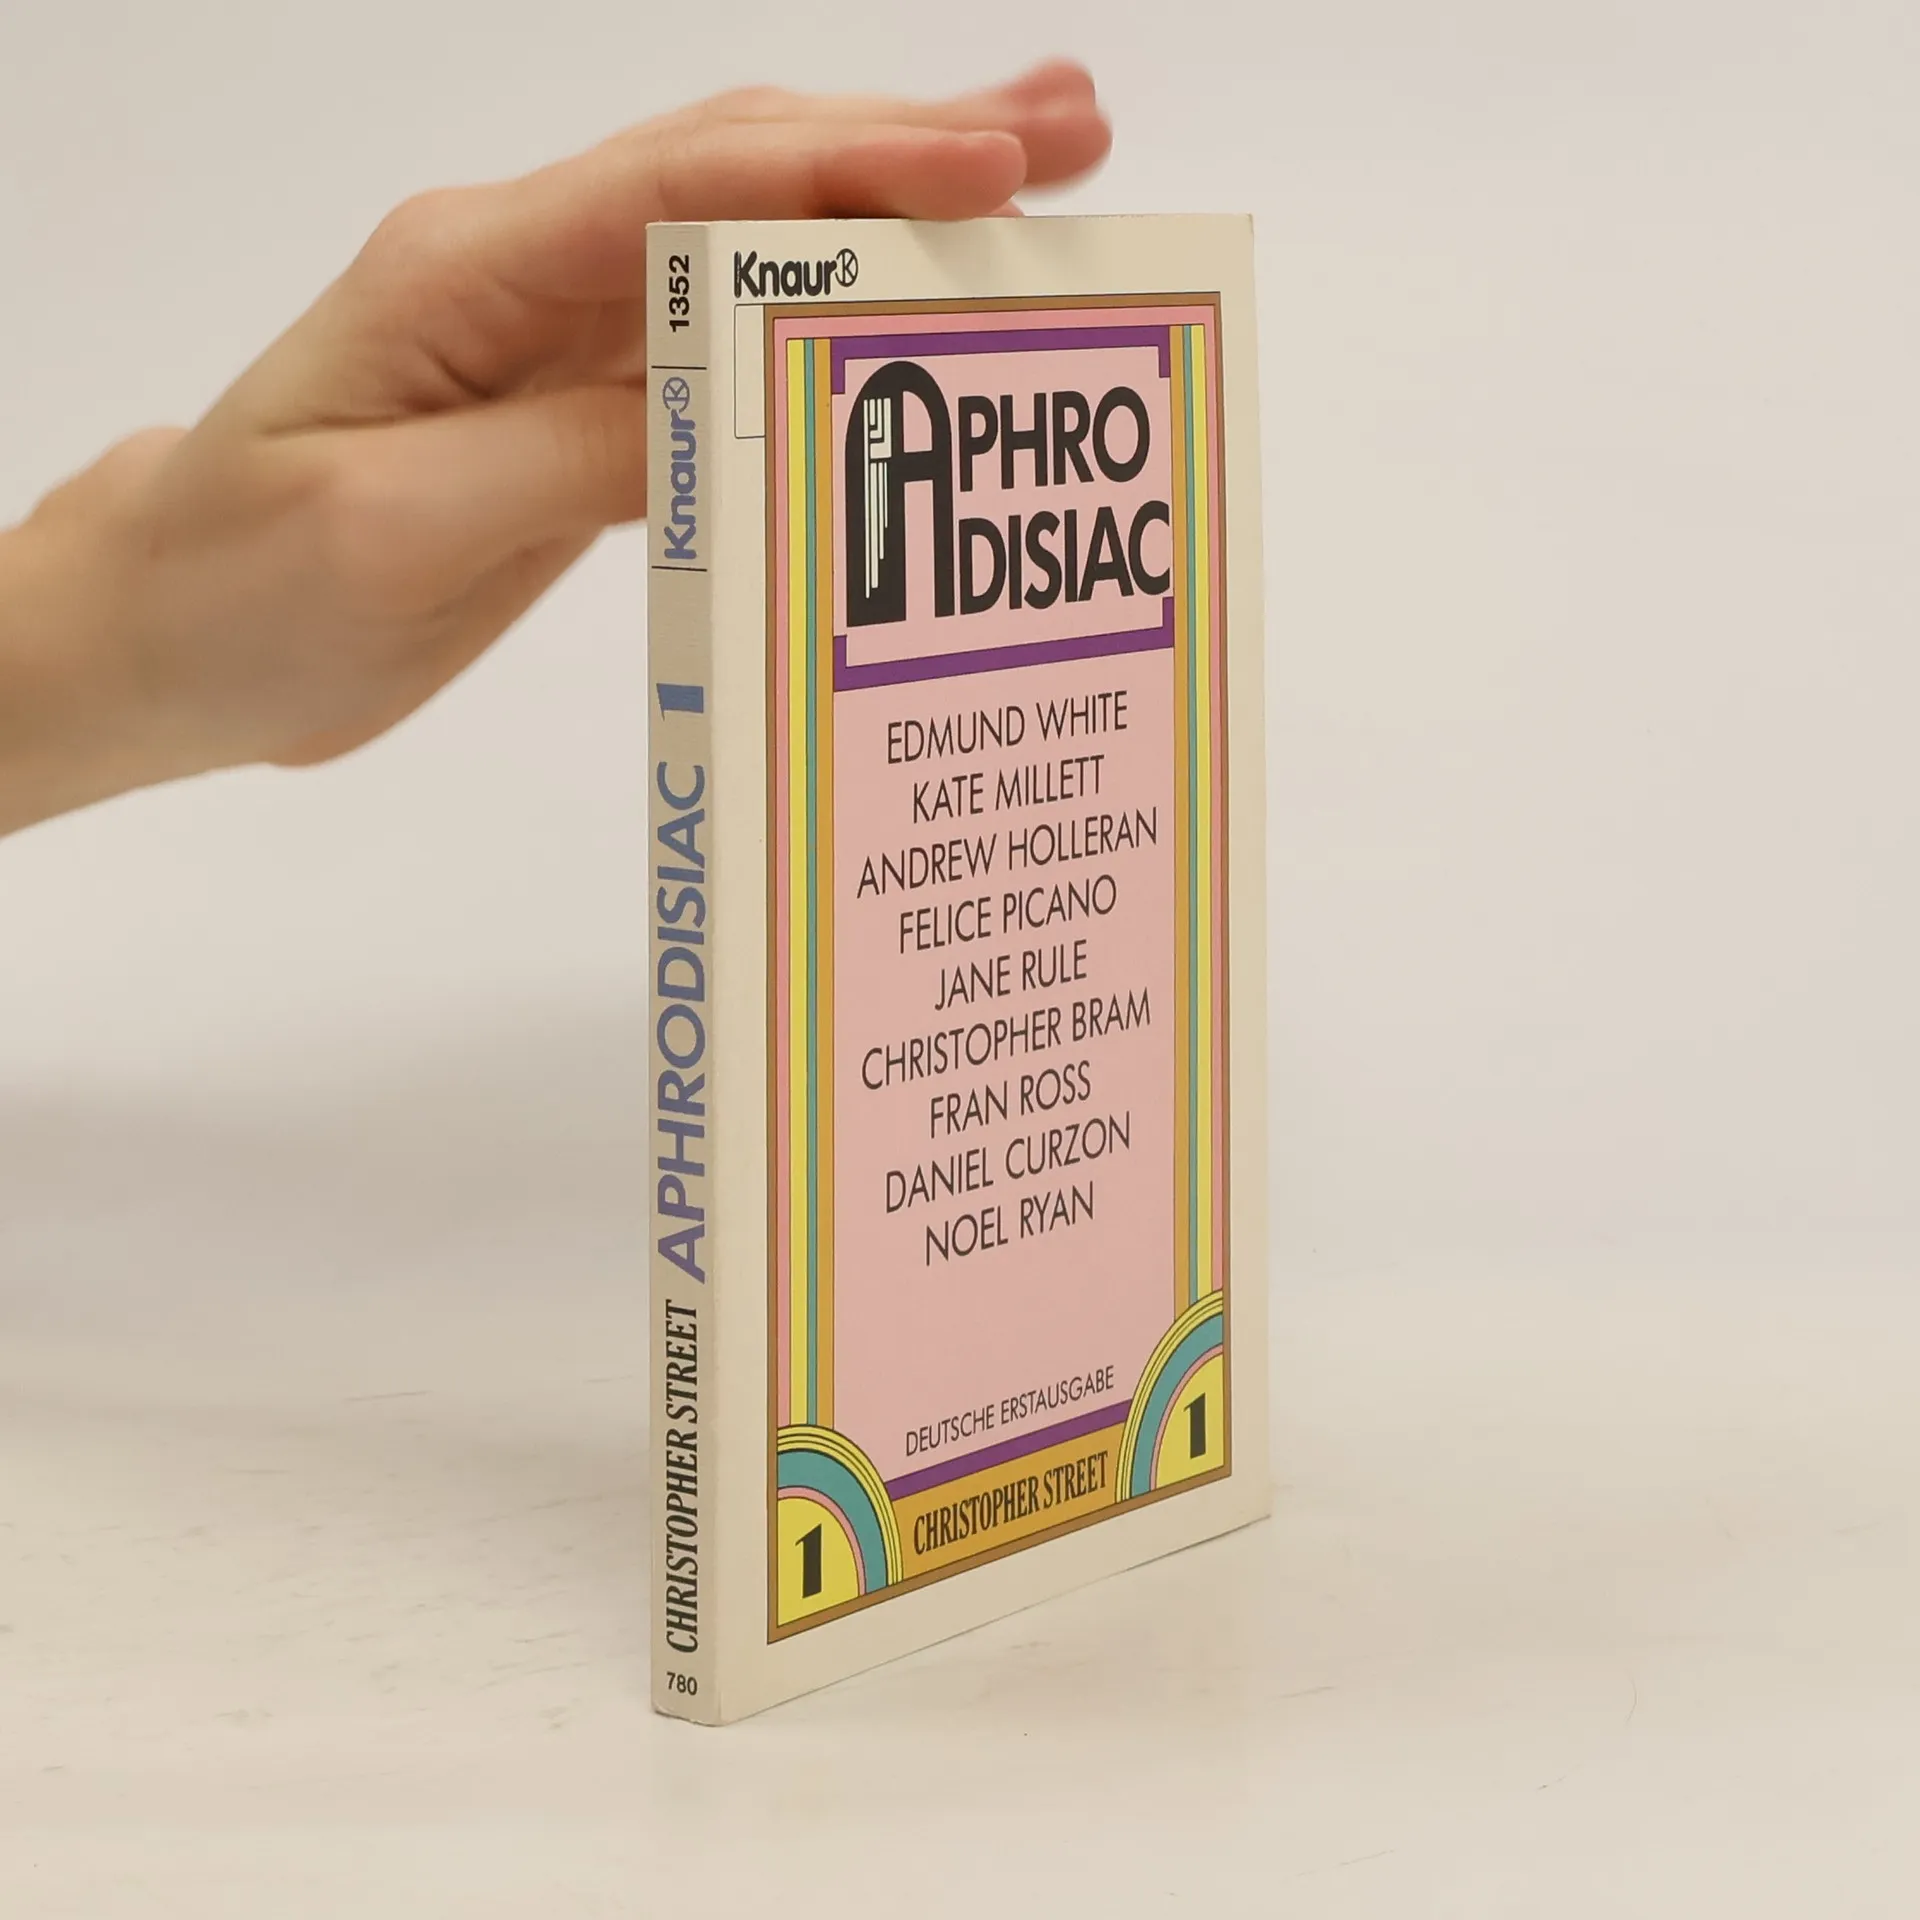 1352
Knaur
APHRODISIAC 1
CHRISTOPHER STREET
780
Knaur K
APHRO
DISIAC
EDMUND WHITE
KATE MILLETT
ANDREW HOLLERAN
FELICE PICANO
JANE RULE
CHRISTOPHER BRAM
FRAN ROSS
DANIEL CURZON
NOEL RYAN
DEUTSCHE ERSTAUSGABE
1 CHRISTOPHER STREET 1